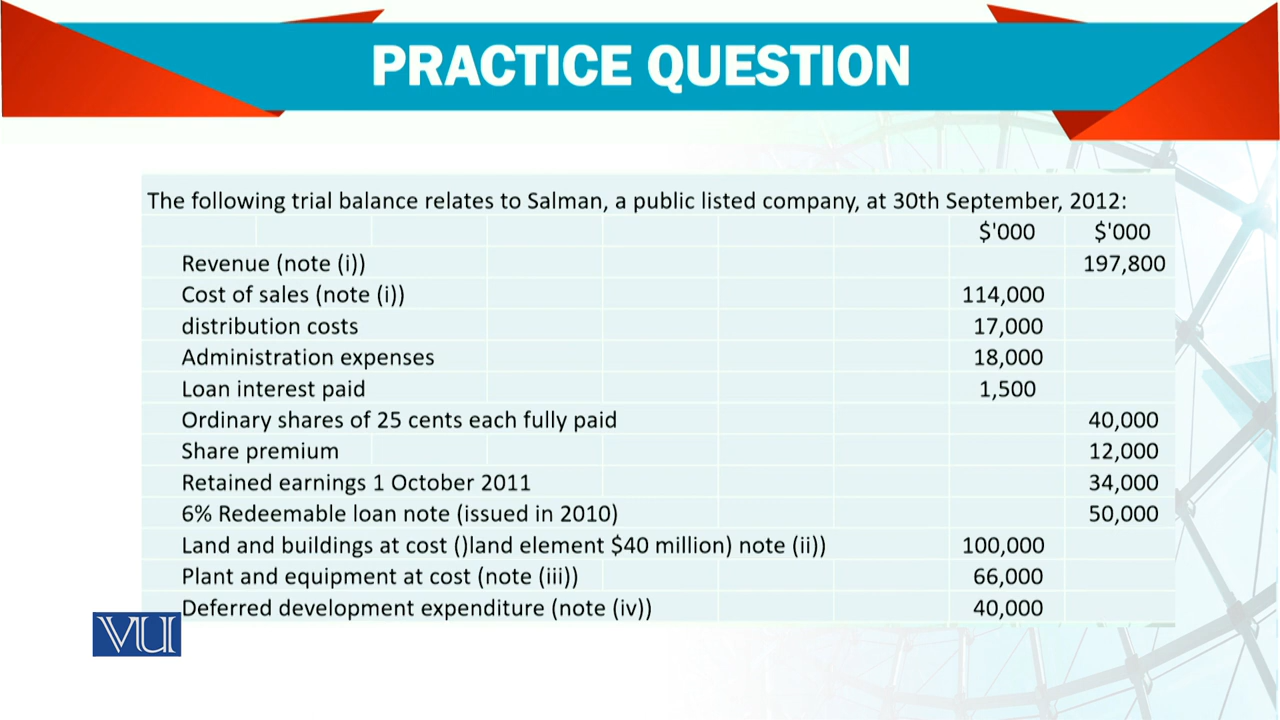 PRACTICE QUESTION
The following trial balance relates to Salman, a public listed company, at 30th September, 2012:
$'000 $'000
Revenue (note (i)) 197,800
Cost of sales (note (i)) 114,000
distribution costs 17,000
Administration expenses 18,000
Loan interest paid 1,500
Ordinary shares of 25 cents each fully paid 40,000
Share premium 12,000
Retained earnings 1 October 2011 34,000
6% Redeemable loan note (issued in 2010) 50,000
Land and buildings at cost ()land element $40 million) note (ii)) 100,000
Plant and equipment at cost (note (iii)) 66,000
Deferred development expenditure (note (iv)) 40,000
VU